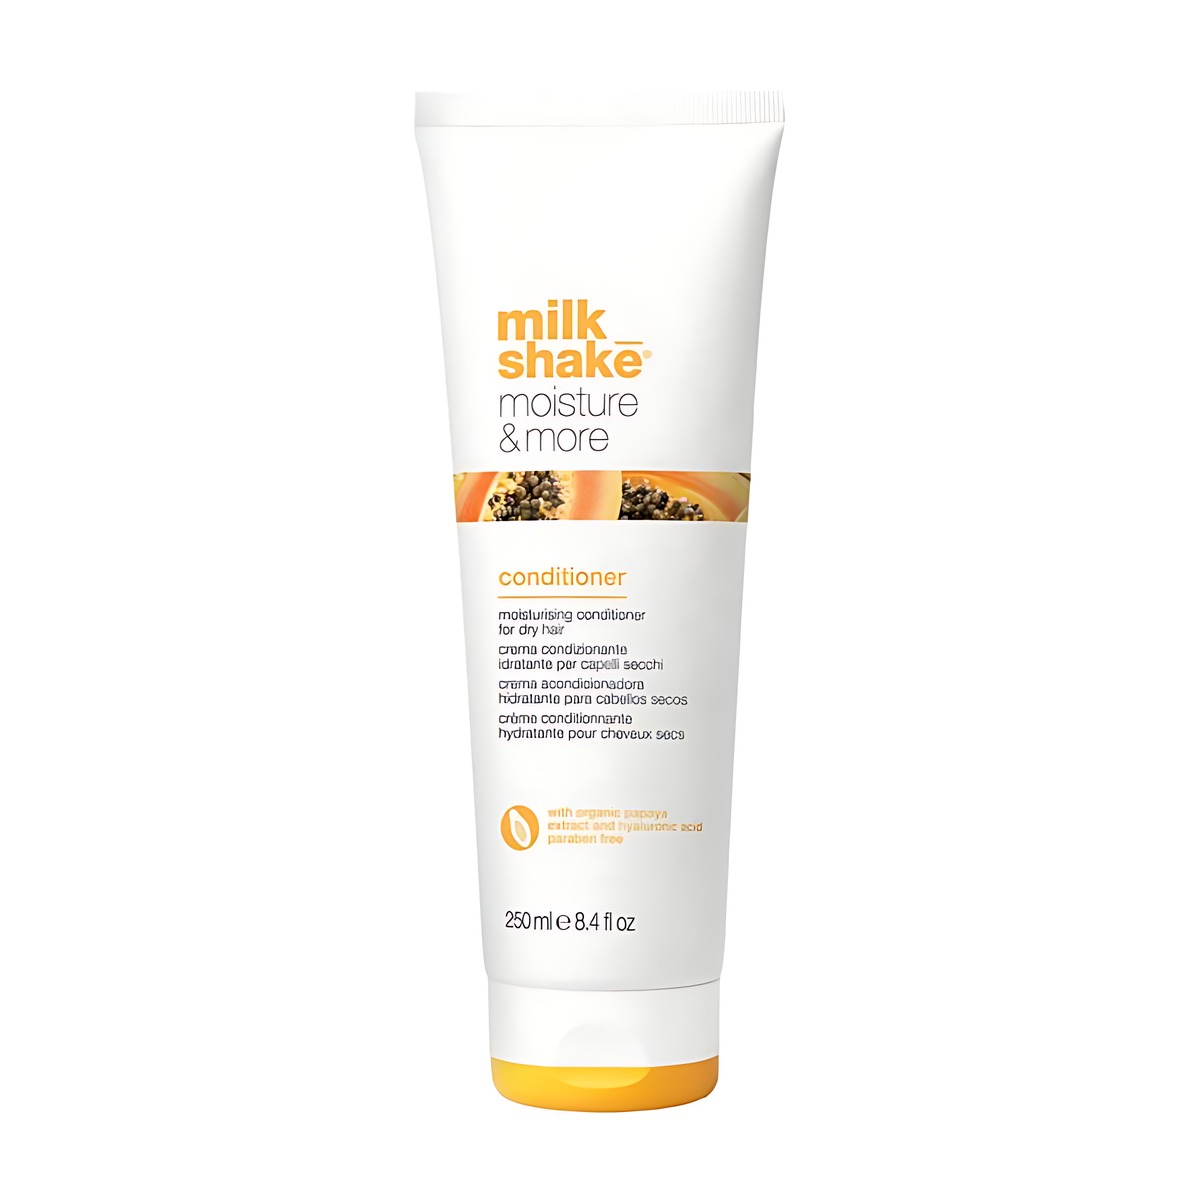 milk
shake®
moisture
&more
conditioner
moisturising conditioner
for dry hair
crema condizionante
idratante per capelli secchi
crema acondicionadora
hidratante para cabellos secos
crème conditionnante
hydratante pour cheveux secs
with organic papaya
extract and hyaluronic acid
paraben free
250 ml e 8.4 fl oz